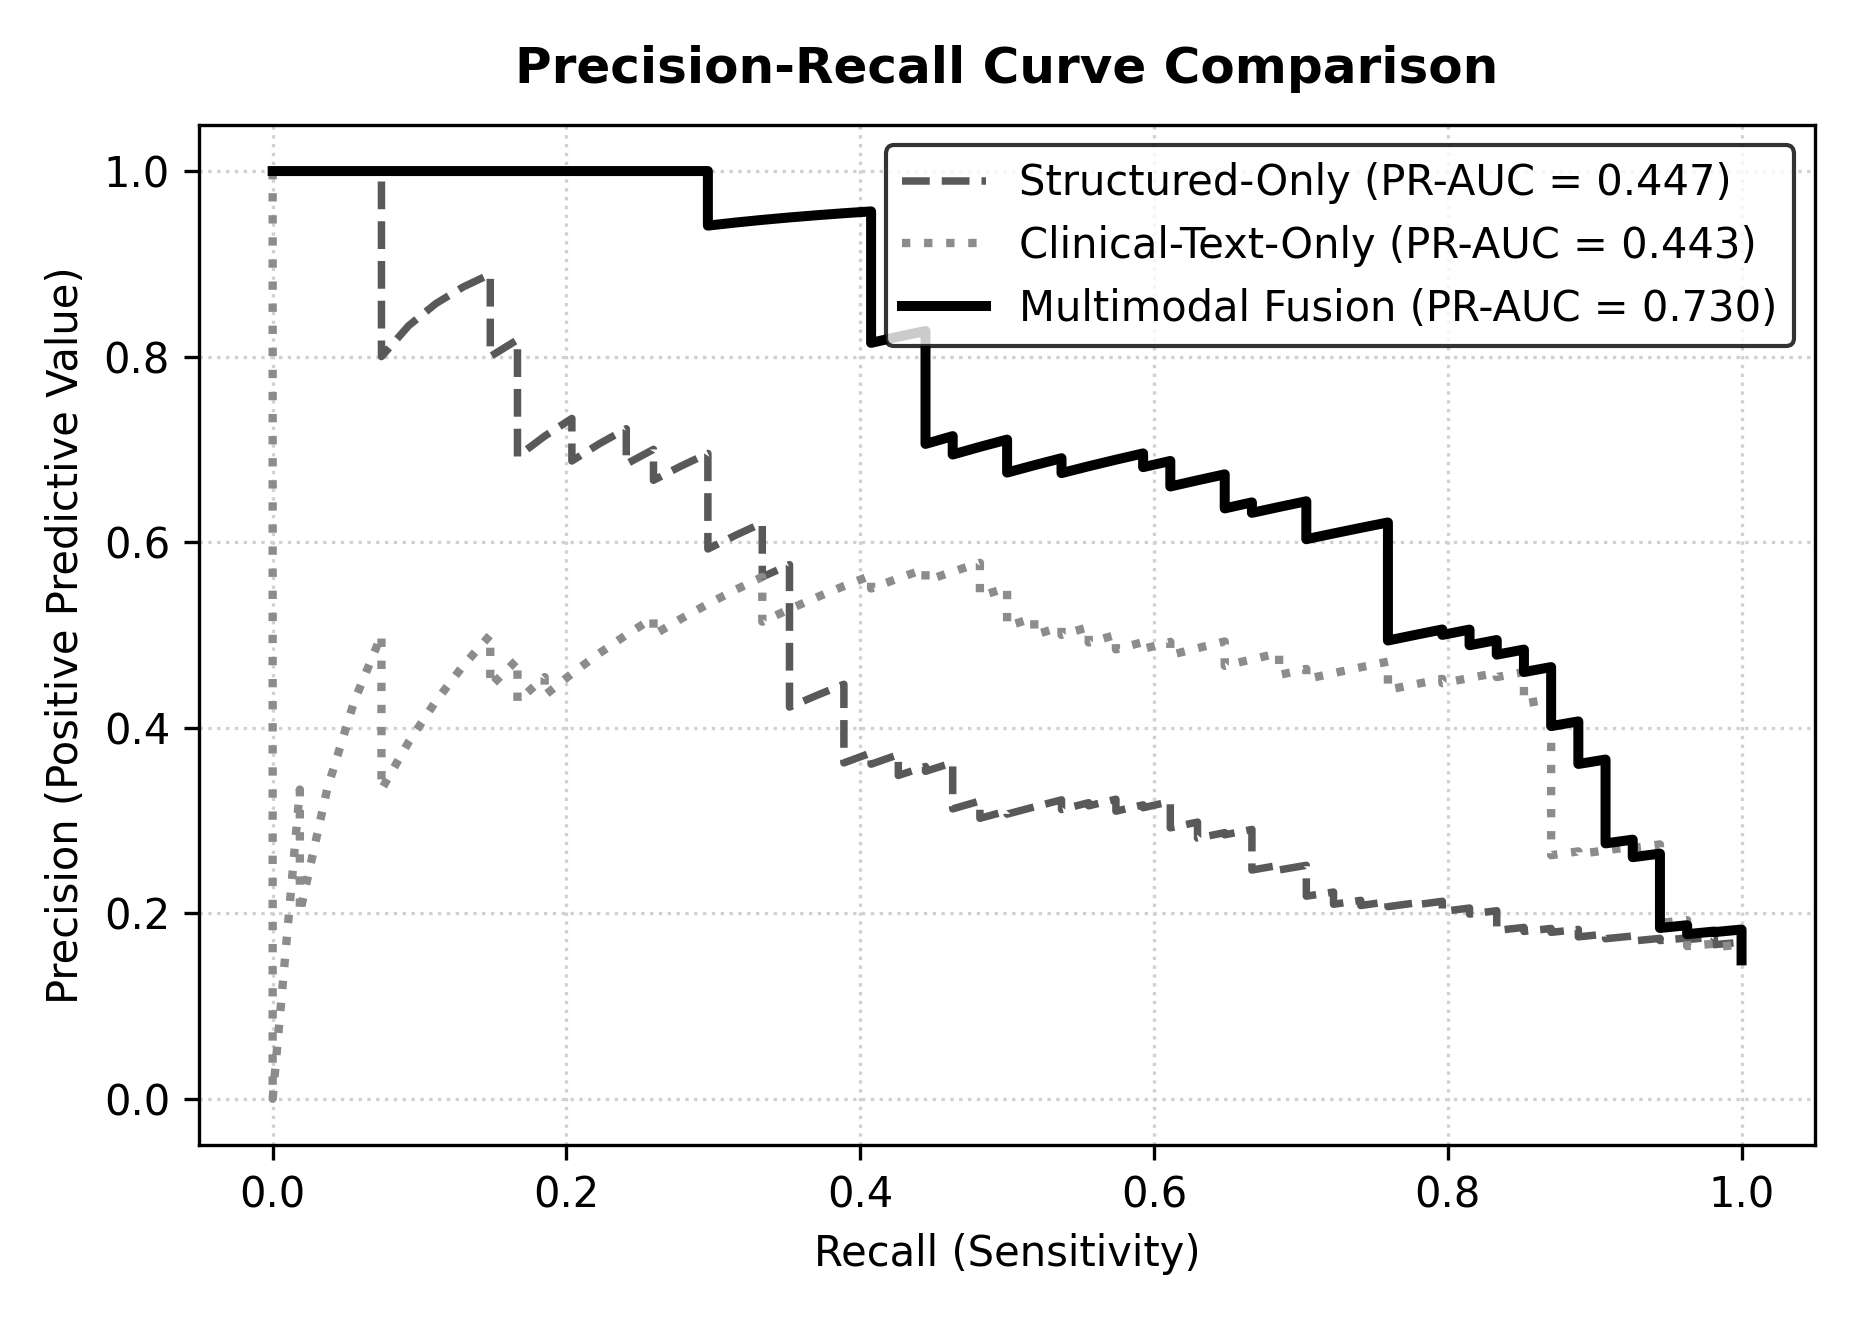 Precision-Recall Curve Comparison
Structured-Only (PR-AUC = 0.447)
Clinical-Text-Only (PR-AUC = 0.443)
Multimodal Fusion (PR-AUC = 0.730)
Precision (Positive Predictive Value)
1.0
0.8
0.6
0.4
0.2
0.0
0.0 0.2 0.4 0.6 0.8 1.0
Recall (Sensitivity)